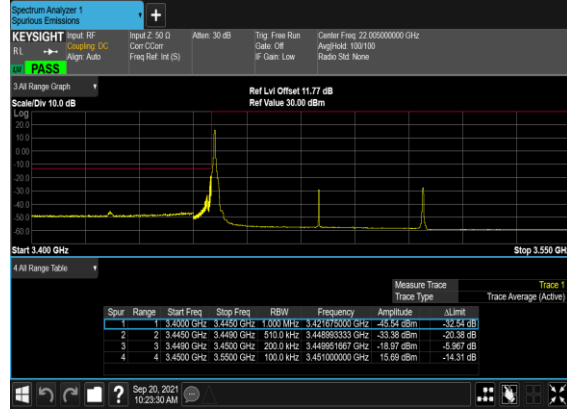 Spectrum Analyzer 1
Spurious Emissions
KEYSIGHT Input: RF Input Z: 50 Ω Atten: 30 dB Trig: Free Run Center Freq: 22.005000000 GHz
RL Coupling: DC Corr CCorr Gate: Off Avg|Hold: 100/100
Align: Auto Freq Ref: Int (S) IF Gain: Low Radio Std: None
PASS
3 All Range Graph
Ref Lvl Offset 11.77 dB
Scale/Div 10.0 dB Ref Value 30.00 dBm
Log
20.0
10.0
0.00
-10.0
-20.0
-30.0
-40.0
-50.0
-60.0
Start 3.400 GHz Stop 3.550 GHz
4 All Range Table
Measure Trace Trace 1
Trace Type Trace Average (Active)
Spur Range Start Freq Stop Freq RBW Frequency Amplitude ΔLimit
1 1 3.4000 GHz 3.4450 GHz 1.000 MHz 3.421675000 GHz -45.54 dBm -32.54 dB
2 2 3.4450 GHz 3.4490 GHz 510.0 kHz 3.448993333 GHz -33.38 dBm -20.38 dB
3 3 3.4490 GHz 3.4500 GHz 200.0 kHz 3.449951667 GHz -18.97 dBm -5.967 dB
4 4 3.4500 GHz 3.5500 GHz 100.0 kHz 3.451000000 GHz 15.69 dBm -14.31 dB
Sep 20, 2021
10:23:30 AM